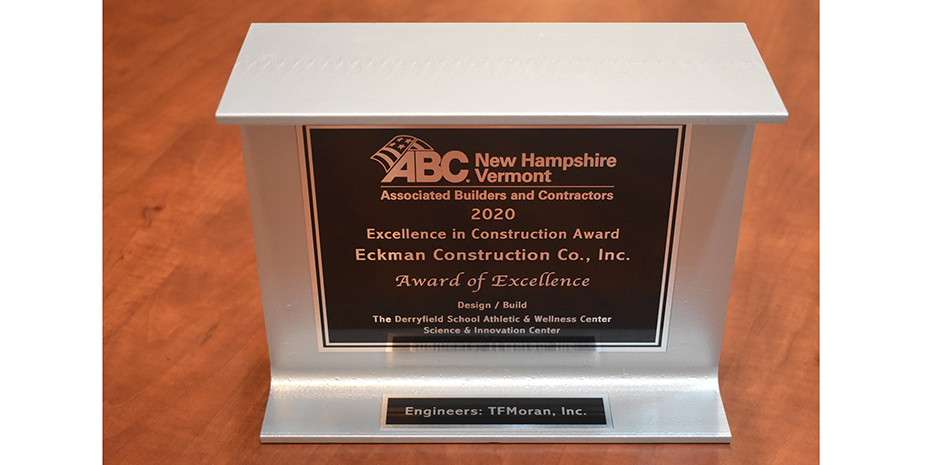 ABC. New Hampshire
Vermont
Associated Builders and Contractors
2020
Excellence in Construction Award
Eckman Construction Co., Inc.
Award of Excellence
Design / Build
The Derryfield School Athletic & Wellness Center
Science & Innovation Center
Engineers: TFMoran, Inc.